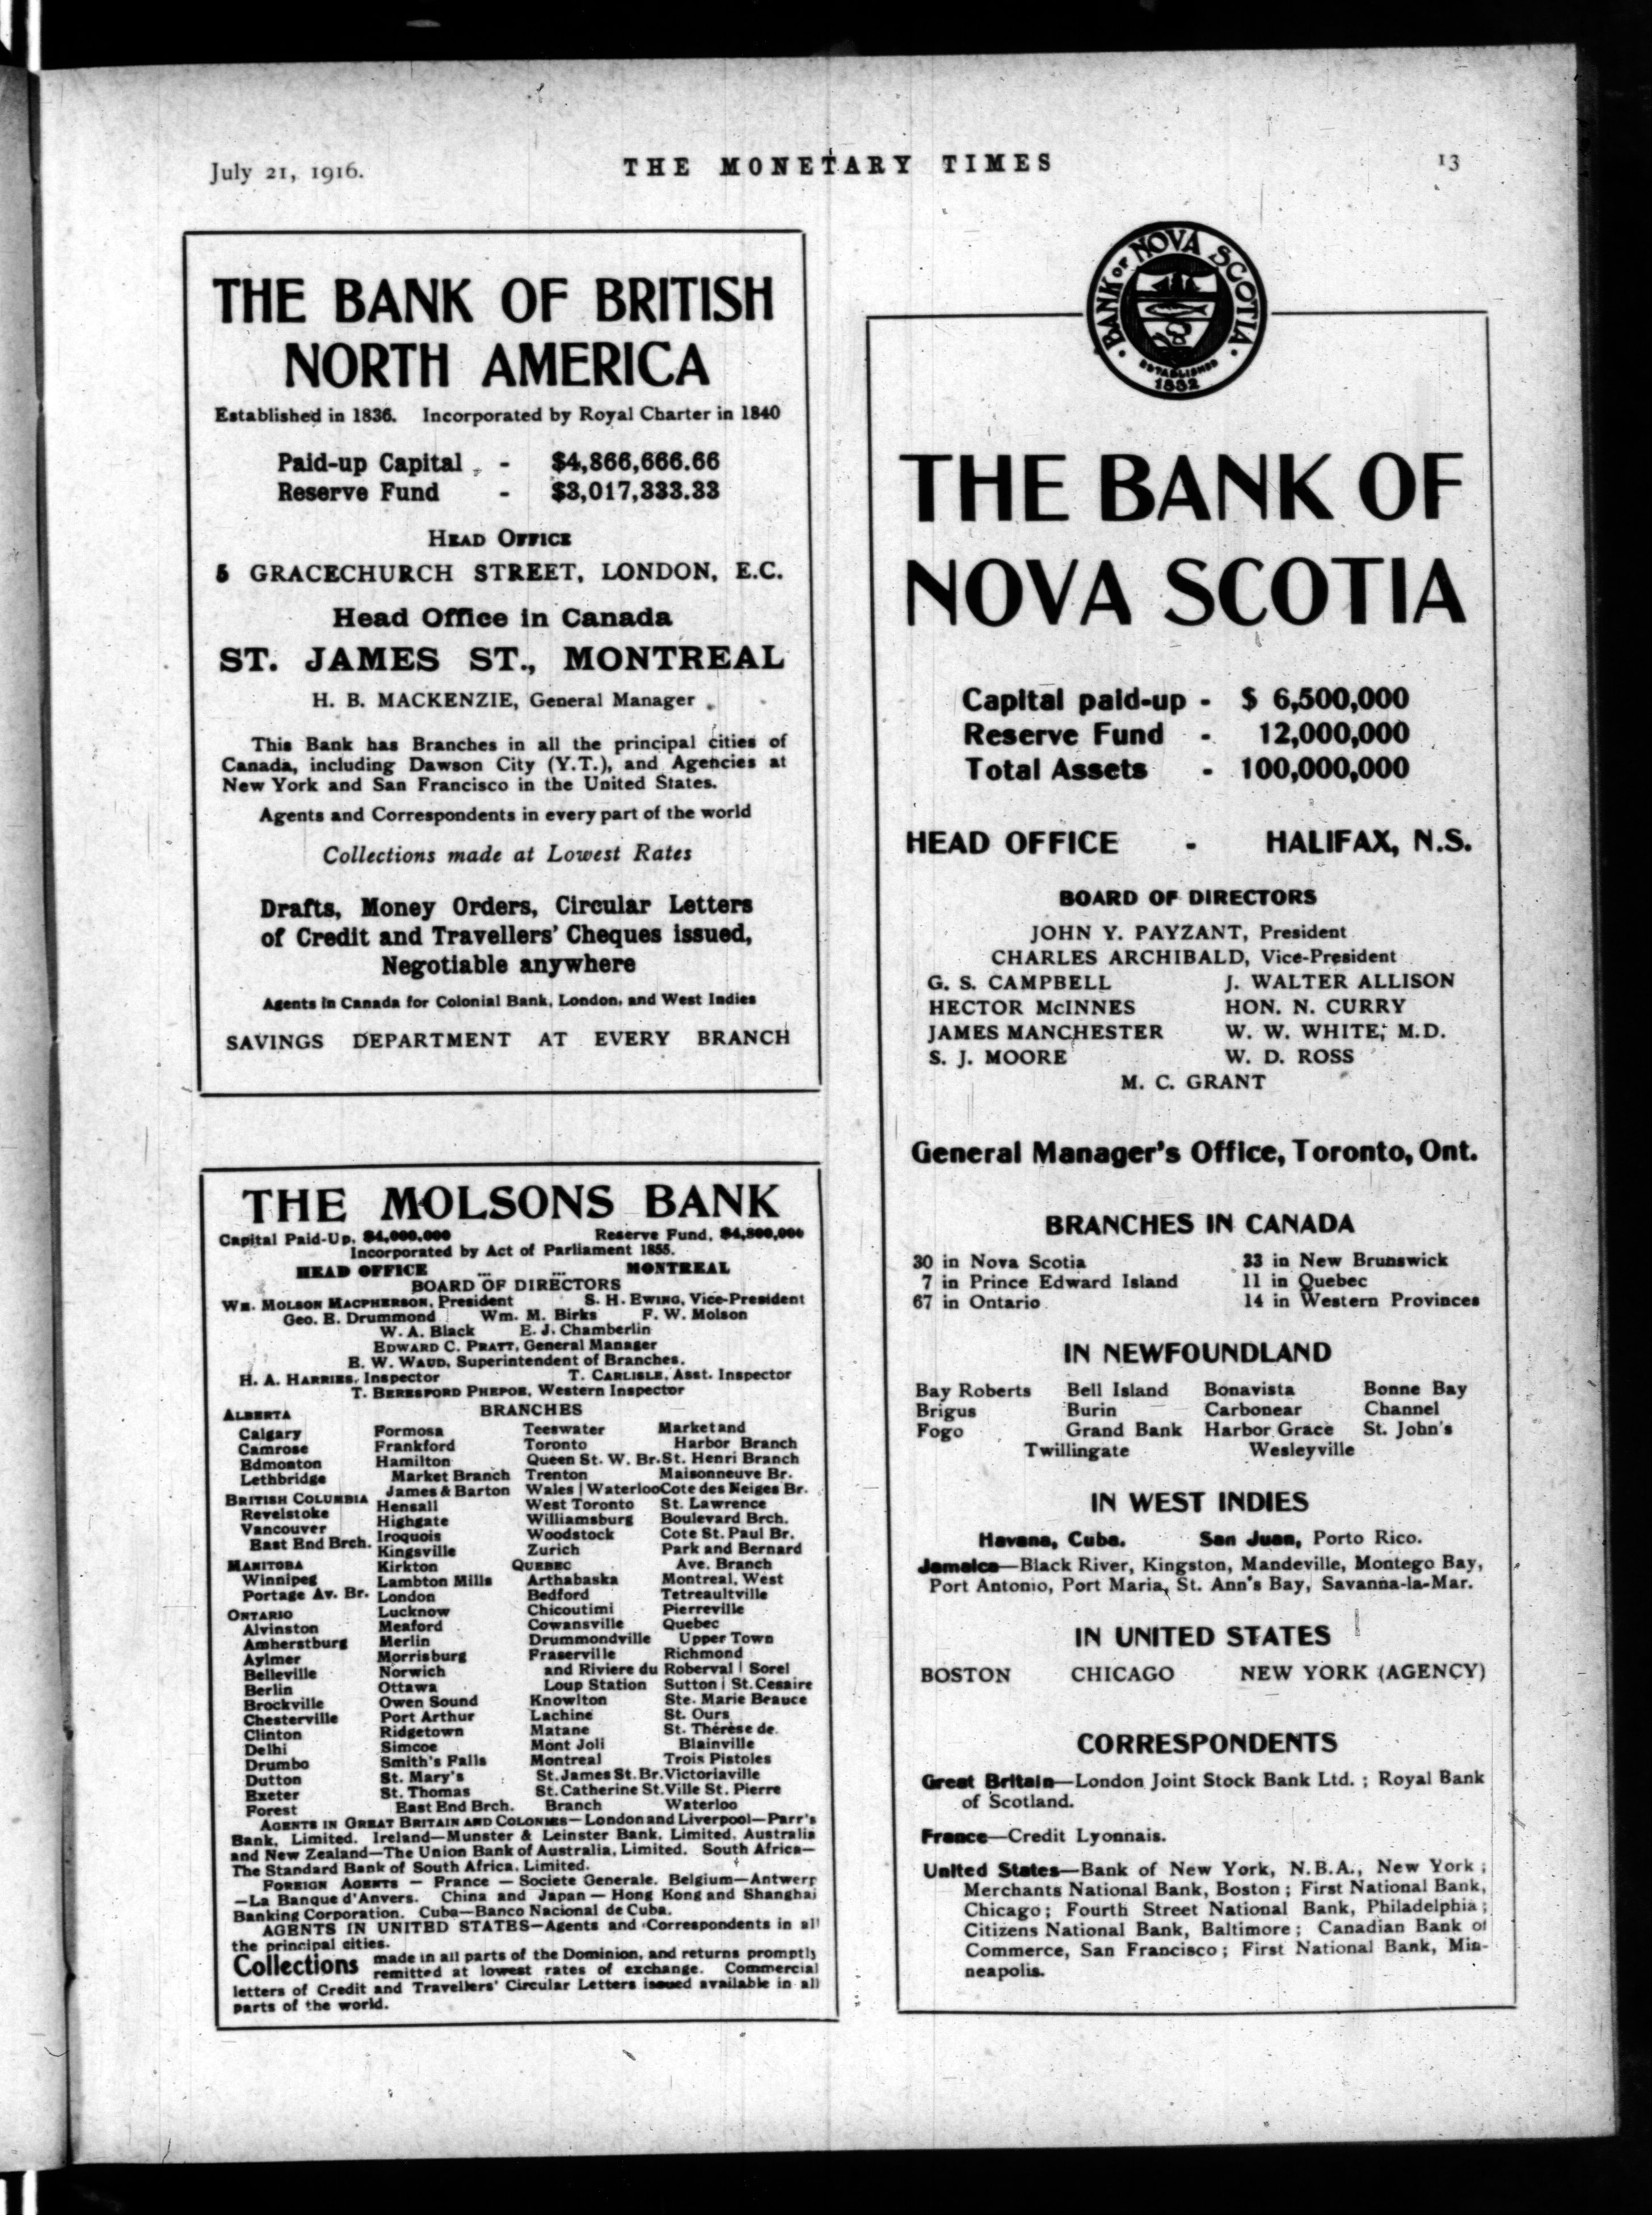 July 21, 1916.
THE MONETARY TIMES
13
THE BANK OF BRITISH
NORTH AMERICA
Established in 1836. Incorporated by Royal Charter in 1840
Paid-up Capital - $4,866,666.66
Reserve Fund - $3,017,333.33
HEAD OFFICE
5 GRACECHURCH STREET, LONDON, E.C.
Head Office in Canada
ST. JAMES ST., MONTREAL
H. B. MACKENZIE, General Manager
This Bank has Branches in all the principal cities of
Canada, including Dawson City (Y.T.), and Agencies at
New York and San Francisco in the United States.
Agents and Correspondents in every part of the world
Collections made at Lowest Rates
Drafts, Money Orders, Circular Letters
of Credit and Travellers' Cheques issued,
Negotiable anywhere
Agents in Canada for Colonial Bank, London, and West Indies
SAVINGS DEPARTMENT AT EVERY BRANCH
THE MOLSONS BANK
Capital Paid-Up, $4,000,000 Reserve Fund, $4,800,000
Incorporated by Act of Parliament 1855.
HEAD OFFICE ... ... MONTREAL
BOARD OF DIRECTORS
WM. MOLSON MACPHERSON, President S. H. EWING, Vice-President
Geo. E. Drummond Wm. M. Birks F. W. Molson
W. A. Black E. J. Chamberlin
EDWARD C. PRATT, General Manager
E. W. WAUD, Superintendent of Branches.
H. A. HARRIES, Inspector T. CARLISLE, Asst. Inspector
T. BERESFORD PHEPOE, Western Inspector
BRANCHES
ALBERTA
Calgary
Camrose
Edmonton
Lethbridge
BRITISH COLUMBIA
Revelstoke
Vancouver
East End Brch.
MANITOBA
Winnipeg
Portage Av. Br.
ONTARIO
Alvinston
Amherstburg
Aylmer
Belleville
Berlin
Brockville
Chesterville
Clinton
Delhi
Drumbo
Dutton
Exeter
Forest
Formosa
Frankford
Hamilton
Market Branch
James & Barton
Hensall
Highgate
Iroquois
Kingsville
Kirkton
Lambton Mills
London
Lucknow
Meaford
Merlin
Morrisburg
Norwich
Ottawa
Owen Sound
Port Arthur
Ridgetown
Simcoe
Smith's Falls
St. Mary's
St. Thomas
East End Brch.
Teeswater
Toronto
Queen St. W. Br.
Trenton
Wales | Waterloo
West Toronto
Williamsburg
Woodstock
Zurich
QUEBEC
Arthabaska
Bedford
Chicoutimi
Cowansville
Drummondville
Fraserville
and Riviere du
Loup Station
Knowlton
Lachine
Matane
Mont Joli
Montreal
St. James St. Br.
St. Catherine St.
Branch
Market and
Harbor Branch
St. Henri Branch
Maisonneuve Br.
Cote des Neiges Br.
St. Lawrence
Boulevard Brch.
Cote St. Paul Br.
Park and Bernard
Ave. Branch
Montreal, West
Tetreaultville
Pierreville
Quebec
Upper Town
Richmond
Roberval | Sorel
Sutton | St. Cesaire
Ste. Marie Beauce
St. Ours
St. Thérèse de
Blainville
Trois Pistoles
Victoriaville
Ville St. Pierre
Waterloo
AGENTS IN GREAT BRITAIN AND COLONIES—London and Liverpool—Parr's
Bank, Limited. Ireland—Munster & Leinster Bank, Limited. Australia
and New Zealand—The Union Bank of Australia, Limited. South Africa—
The Standard Bank of South Africa, Limited.
FOREIGN AGENTS — France — Societe Generale. Belgium—Antwerp
—La Banque d'Anvers. China and Japan — Hong Kong and Shanghai
Banking Corporation. Cuba—Banco Nacional de Cuba.
AGENTS IN UNITED STATES—Agents and Correspondents in all
the principal cities.
Collections made in all parts of the Dominion, and returns promptly
remitted at lowest rates of exchange. Commercial
letters of Credit and Travellers' Circular Letters issued available in all
parts of the world.
BANK OF NOVA SCOTIA
ESTABLISHED
1832
THE BANK OF
NOVA SCOTIA
Capital paid-up - $ 6,500,000
Reserve Fund - 12,000,000
Total Assets - 100,000,000
HEAD OFFICE - HALIFAX, N.S.
BOARD OF DIRECTORS
JOHN Y. PAYZANT, President
CHARLES ARCHIBALD, Vice-President
G. S. CAMPBELL J. WALTER ALLISON
HECTOR McINNES HON. N. CURRY
JAMES MANCHESTER W. W. WHITE, M.D.
S. J. MOORE W. D. ROSS
M. C. GRANT
General Manager's Office, Toronto, Ont.
BRANCHES IN CANADA
30 in Nova Scotia 33 in New Brunswick
7 in Prince Edward Island 11 in Quebec
67 in Ontario 14 in Western Provinces
IN NEWFOUNDLAND
Bay Roberts Bell Island Bonavista Bonne Bay
Brigus Burin Carbonear Channel
Fogo Grand Bank Harbor Grace St. John's
Twillingate Wesleyville
IN WEST INDIES
Havana, Cuba. San Juan, Porto Rico.
Jamaica—Black River, Kingston, Mandeville, Montego Bay,
Port Antonio, Port Maria, St. Ann's Bay, Savanna-la-Mar.
IN UNITED STATES
BOSTON CHICAGO NEW YORK (AGENCY)
CORRESPONDENTS
Great Britain—London Joint Stock Bank Ltd. ; Royal Bank
of Scotland.
France—Credit Lyonnais.
United States—Bank of New York, N.B.A., New York ;
Merchants National Bank, Boston ; First National Bank,
Chicago ; Fourth Street National Bank, Philadelphia ;
Citizens National Bank, Baltimore ; Canadian Bank of
Commerce, San Francisco ; First National Bank, Min-
neapolis.